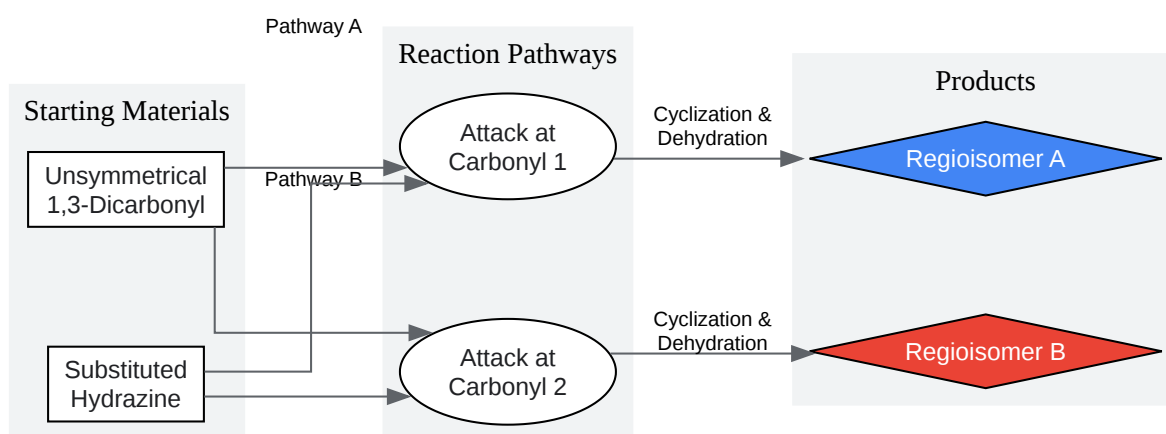 Pathway A
Reaction Pathways
Products
Starting Materials
Cyclization &
Dehydration
Attack at
Carbonyl 1
Regioisomer A
Unsymmetrical
1,3-Dicarbonyl
Pathway B
Cyclization &
Dehydration
Attack at
Carbonyl 2
Regioisomer B
Substituted
Hydrazine